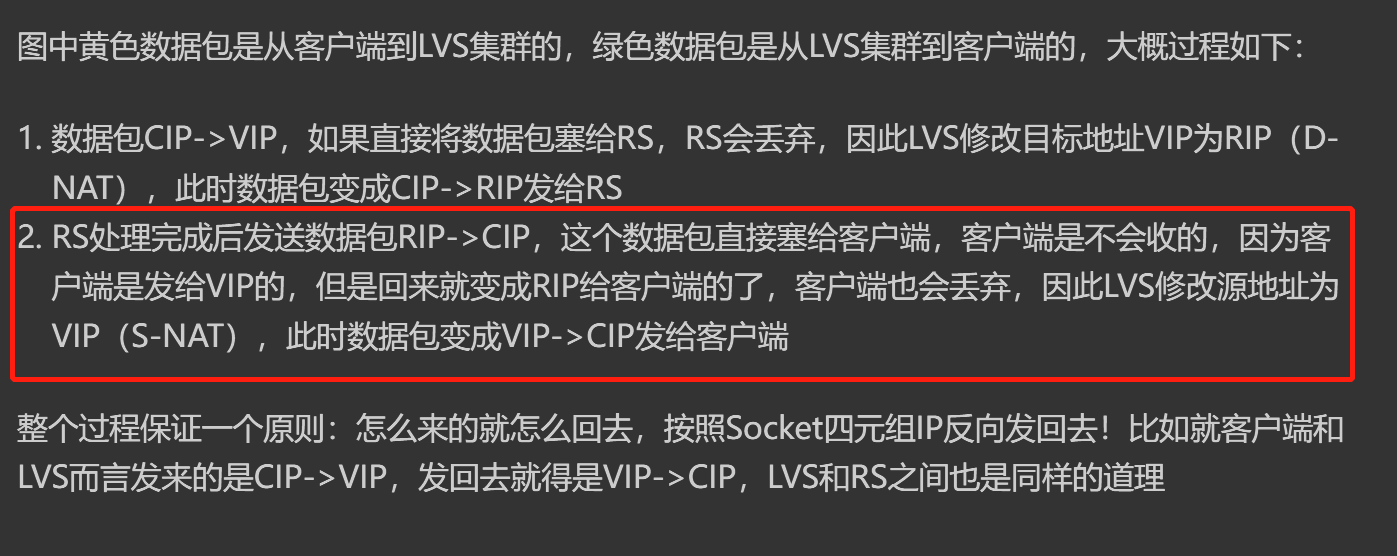 图中黄色数据包是从客户端到LVS集群的，绿色数据包是从LVS集群到客户端的，大概过程如下：
1. 数据包CIP->VIP，如果直接将数据包塞给RS，RS会丢弃，因此LVS修改目标地址VIP为RIP（D-
NAT），此时数据包变成CIP->RIP发给RS
2. RS处理完成后发送数据包RIP->CIP，这个数据包直接塞给客户端，客户端是不会收的，因为客
户端是发给VIP的，但是回来就变成RIP给客户端的了，客户端也会丢弃，因此LVS修改源地址为
VIP（S-NAT），此时数据包变成VIP->CIP发给客户端
整个过程保证一个原则：怎么来的就怎么回去，按照Socket四元组IP反向发回去！比如就客户端和
LVS而言发来的是CIP->VIP，发回去就得是VIP->CIP，LVS和RS之间也是同样的道理